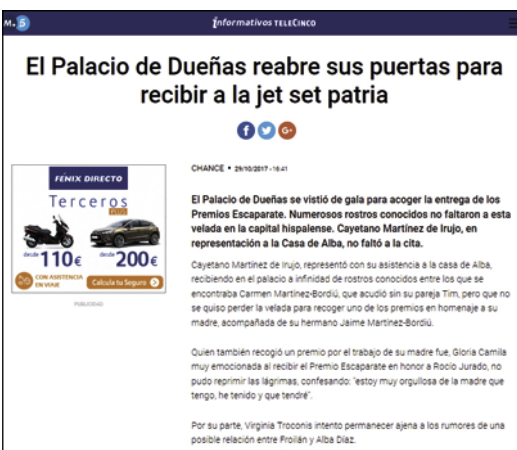 M. 5
informativos TELECINCO
El Palacio de Dueñas reabre sus puertas para
recibir a la jet set patria
f G+
CHANCE • 29/10/2017 - 16:41
FÉNIX DIRECTO
Terceros
PLUS
desde 110€
desde 200€
CON ASISTENCIA
EN VIAJE
Calcula tu Seguro
PUBLICIDAD
El Palacio de Dueñas se vistió de gala para acoger la entrega de los
Premios Escaparate. Numerosos rostros conocidos no faltaron a esta
velada en la capital hispalense. Cayetano Martínez de Irujo, en
representación a la Casa de Alba, no faltó a la cita.
Cayetano Martínez de Irujo, representó con su asistencia a la casa de Alba,
recibiendo en el palacio a infinidad de rostros conocidos entre los que se
encontraba Carmen Martínez-Bordiú, que acudió sin su pareja Tim, pero que no
se quiso perder la velada para recoger uno de los premios en homenaje a su
madre, acompañada de su hermano Jaime Martínez-Bordiú.
Quien también recogió un premio por el trabajo de su madre fue, Gloria Camila
muy emocionada al recibir el Premio Escaparate en honor a Rocío Jurado, no
pudo reprimir las lágrimas, confesando: "estoy muy orgullosa de la madre que
tengo, he tenido y que tendré".
Por su parte, Virginia Troconis intento permanecer ajena a los rumores de una
posible relación entre Froilán y Alba Díaz.